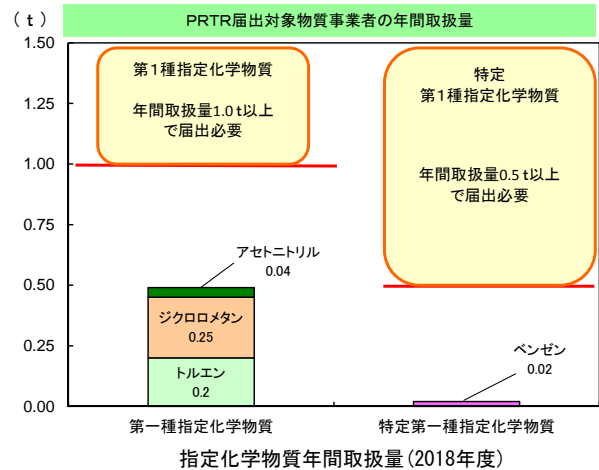 (t)
PRTR届出対象物質事業者の年間取扱量
1.50
1.25
1.00
0.75
0.50
0.25
0.00
第1種指定化学物質
年間取扱量1.0 t以上
で届出必要
特定
第1種指定化学物質
年間取扱量0.5 t以上
で届出必要
アセトニトリル
0.04
ジクロロメタン
0.25
トルエン
0.2
ベンゼン
0.02
第一種指定化学物質
特定第一種指定化学物質
指定化学物質年間取扱量(2018年度)